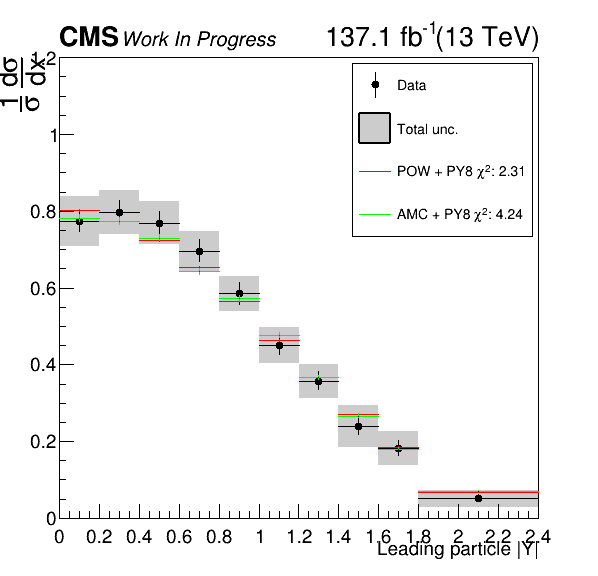 CMS Work In Progress 137.1 fb⁻¹(13 TeV)
1/σ dσ/dx
1.2
1
0.8
0.6
0.4
0.2
0
Data
Total unc.
POW + PY8 χ²: 2.31
AMC + PY8 χ²: 4.24
0 0.2 0.4 0.6 0.8 1 1.2 1.4 1.6 1.8 2 2.2 2.4
Leading particle |Y|